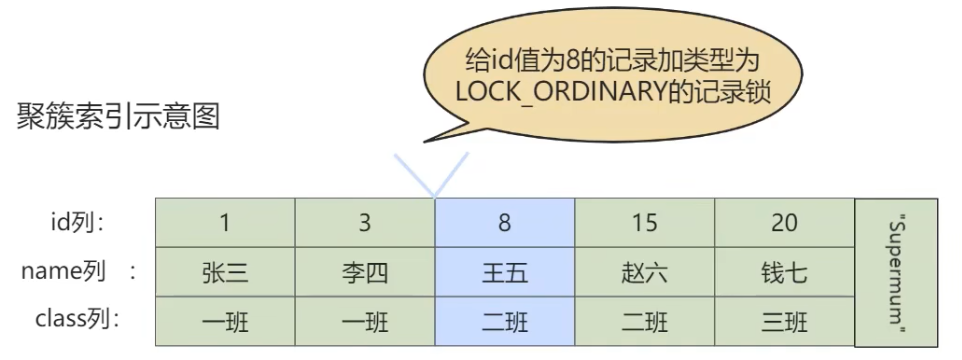 给id值为8的记录加类型为
LOCK_ORDINARY的记录锁
聚簇索引示意图
id列: 1 3 8 15 20
name列 : 张三 李四 王五 赵六 钱七
class列: 一班 一班 二班 二班 三班
"Supermum"